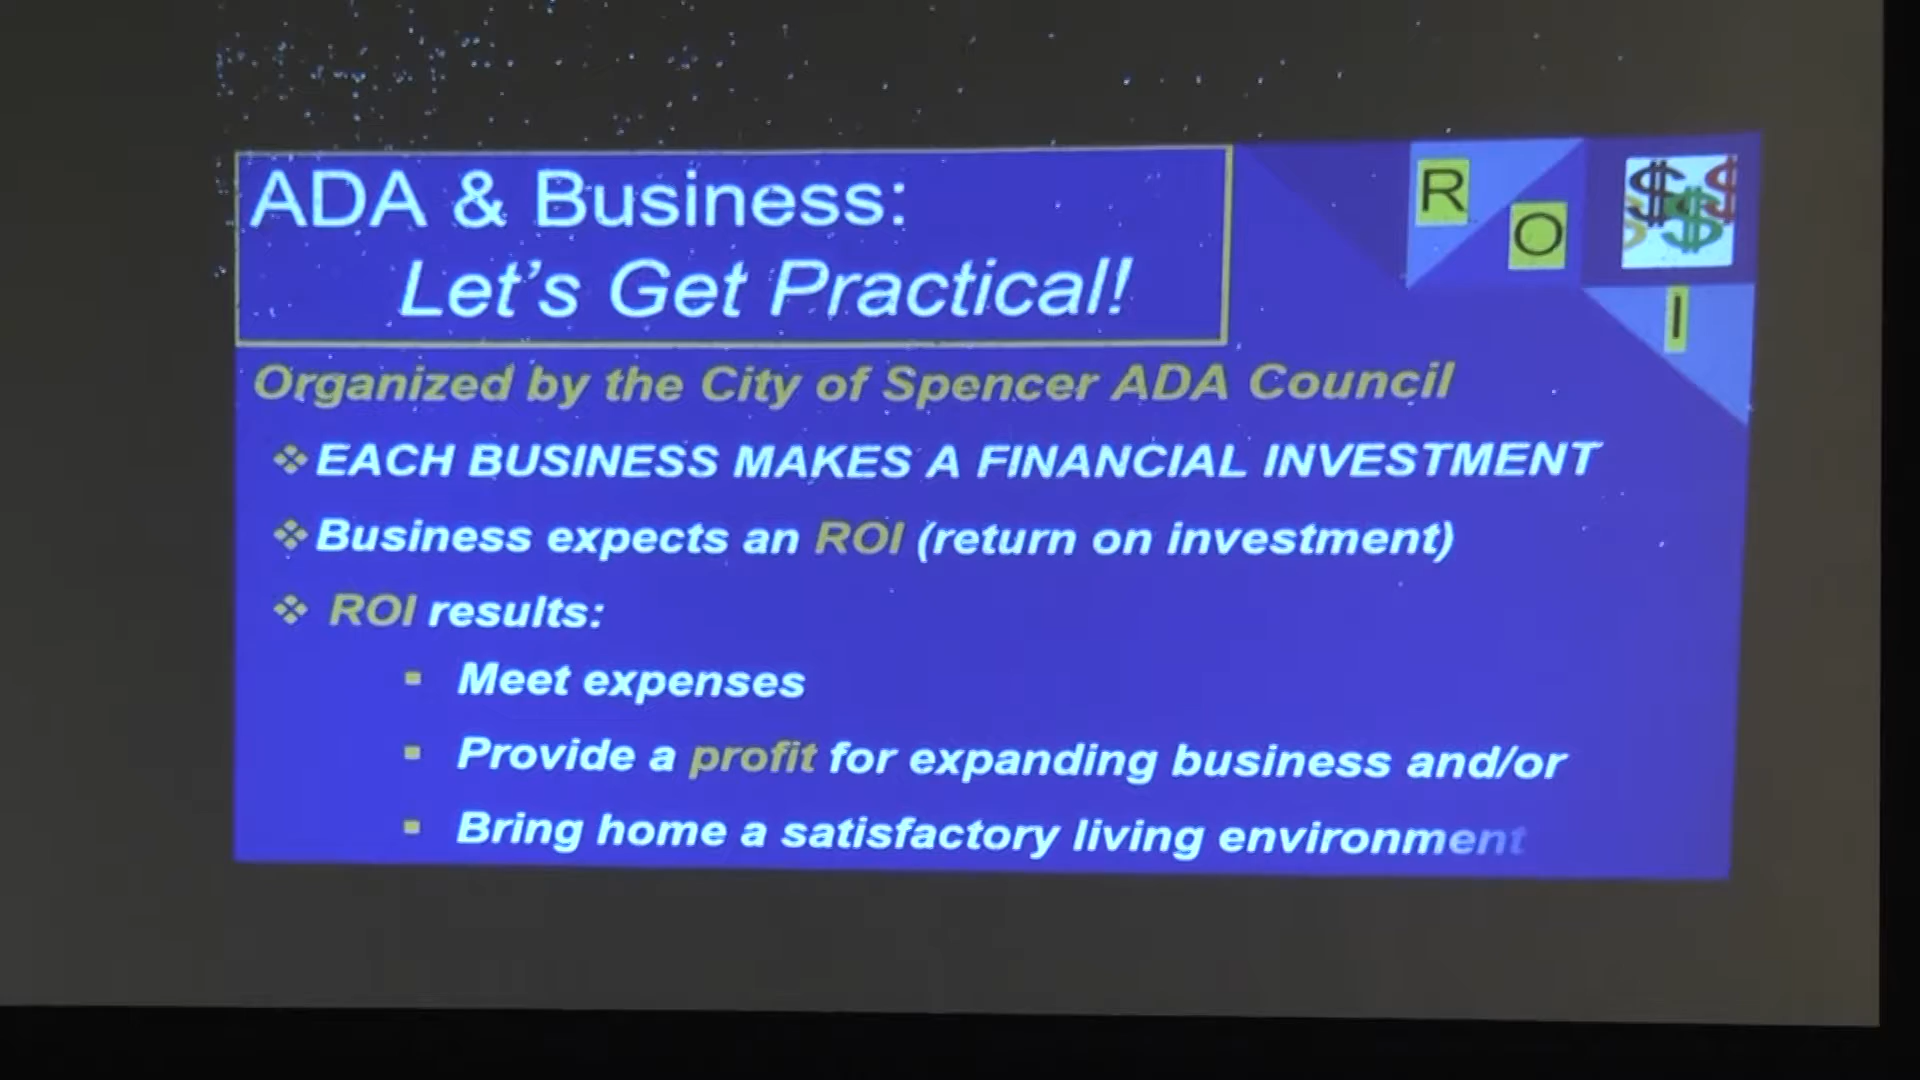 ADA & Business:
Let's Get Practical!
R
O
I
Organized by the City of Spencer ADA Council
EACH BUSINESS MAKES A FINANCIAL INVESTMENT
Business expects an ROI (return on investment)
ROI results:
Meet expenses
Provide a profit for expanding business and/or
Bring home a satisfactory living environment